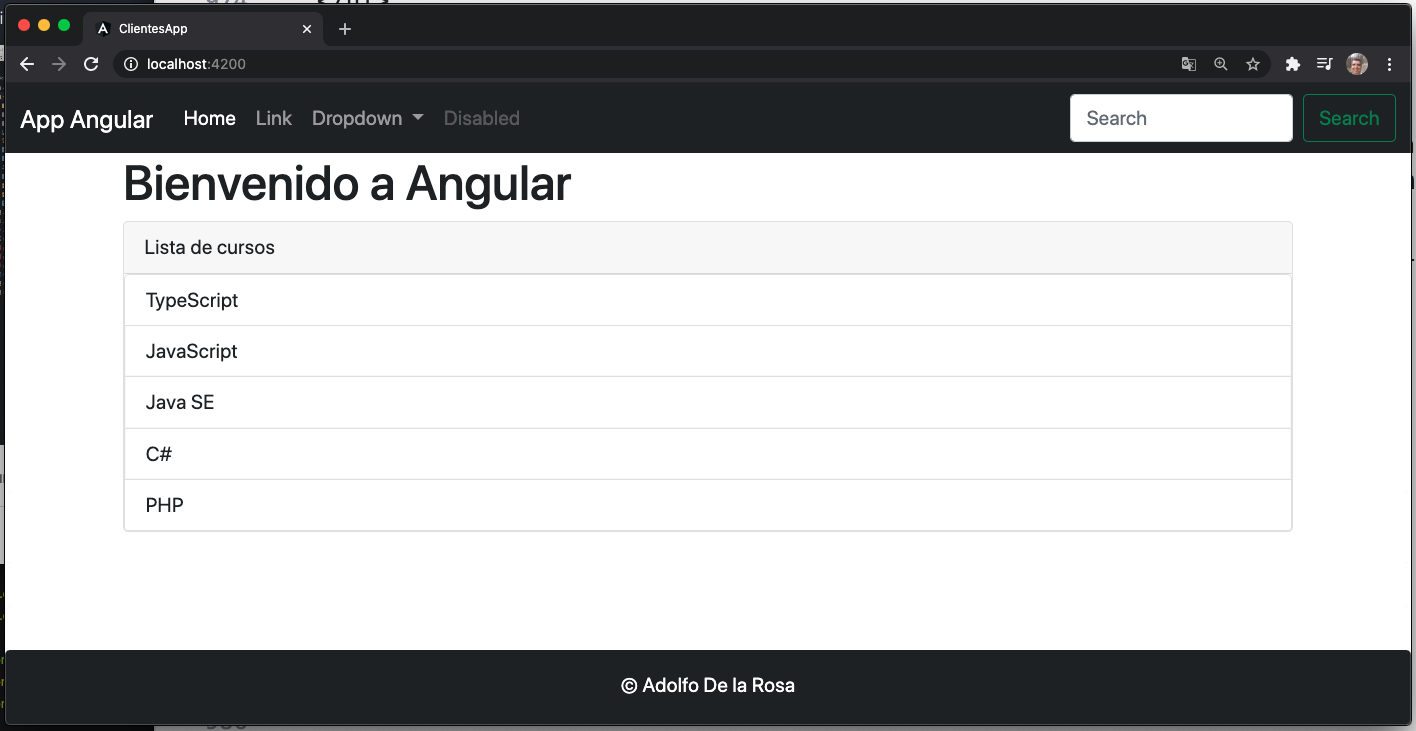 ClientesApp
localhost:4200
App Angular Home Link Dropdown Disabled Search Search
Bienvenido a Angular
Lista de cursos
TypeScript
JavaScript
Java SE
C#
PHP
© Adolfo De la Rosa